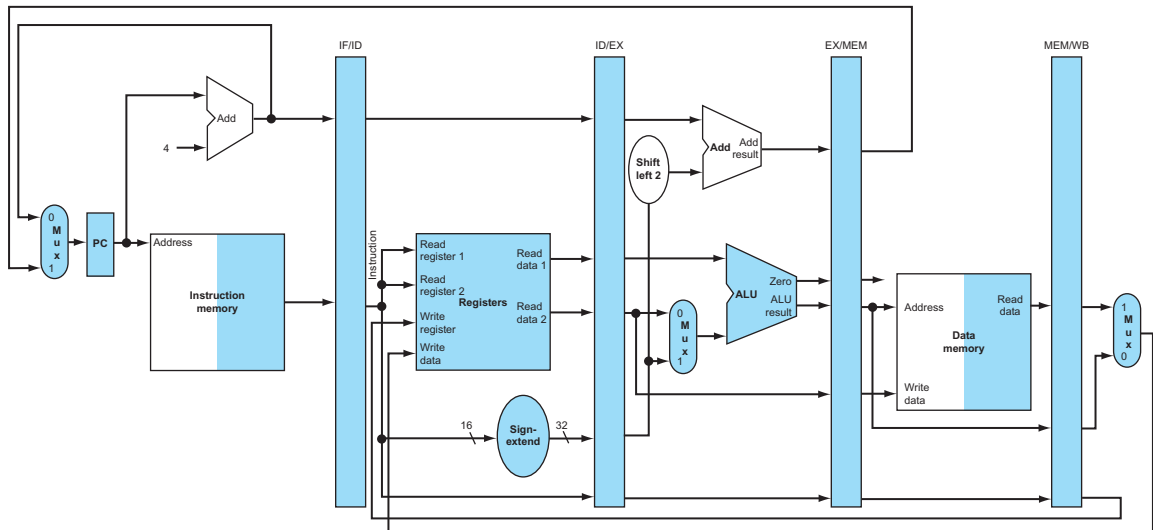 IF/ID
ID/EX
EX/MEM
MEM/WB
Add
4
Add
Add
result
Shift
left 2
0
M
u
x
1
PC
Address
Instruction
memory
Instruction
Read
register 1
Read
register 2
Write
register
Write
data
Registers
Read
data 1
Read
data 2
0
M
u
x
1
ALU
Zero
ALU
result
Address
Write
data
Read
data
Data
memory
1
M
u
x
0
16
Sign-
extend
32